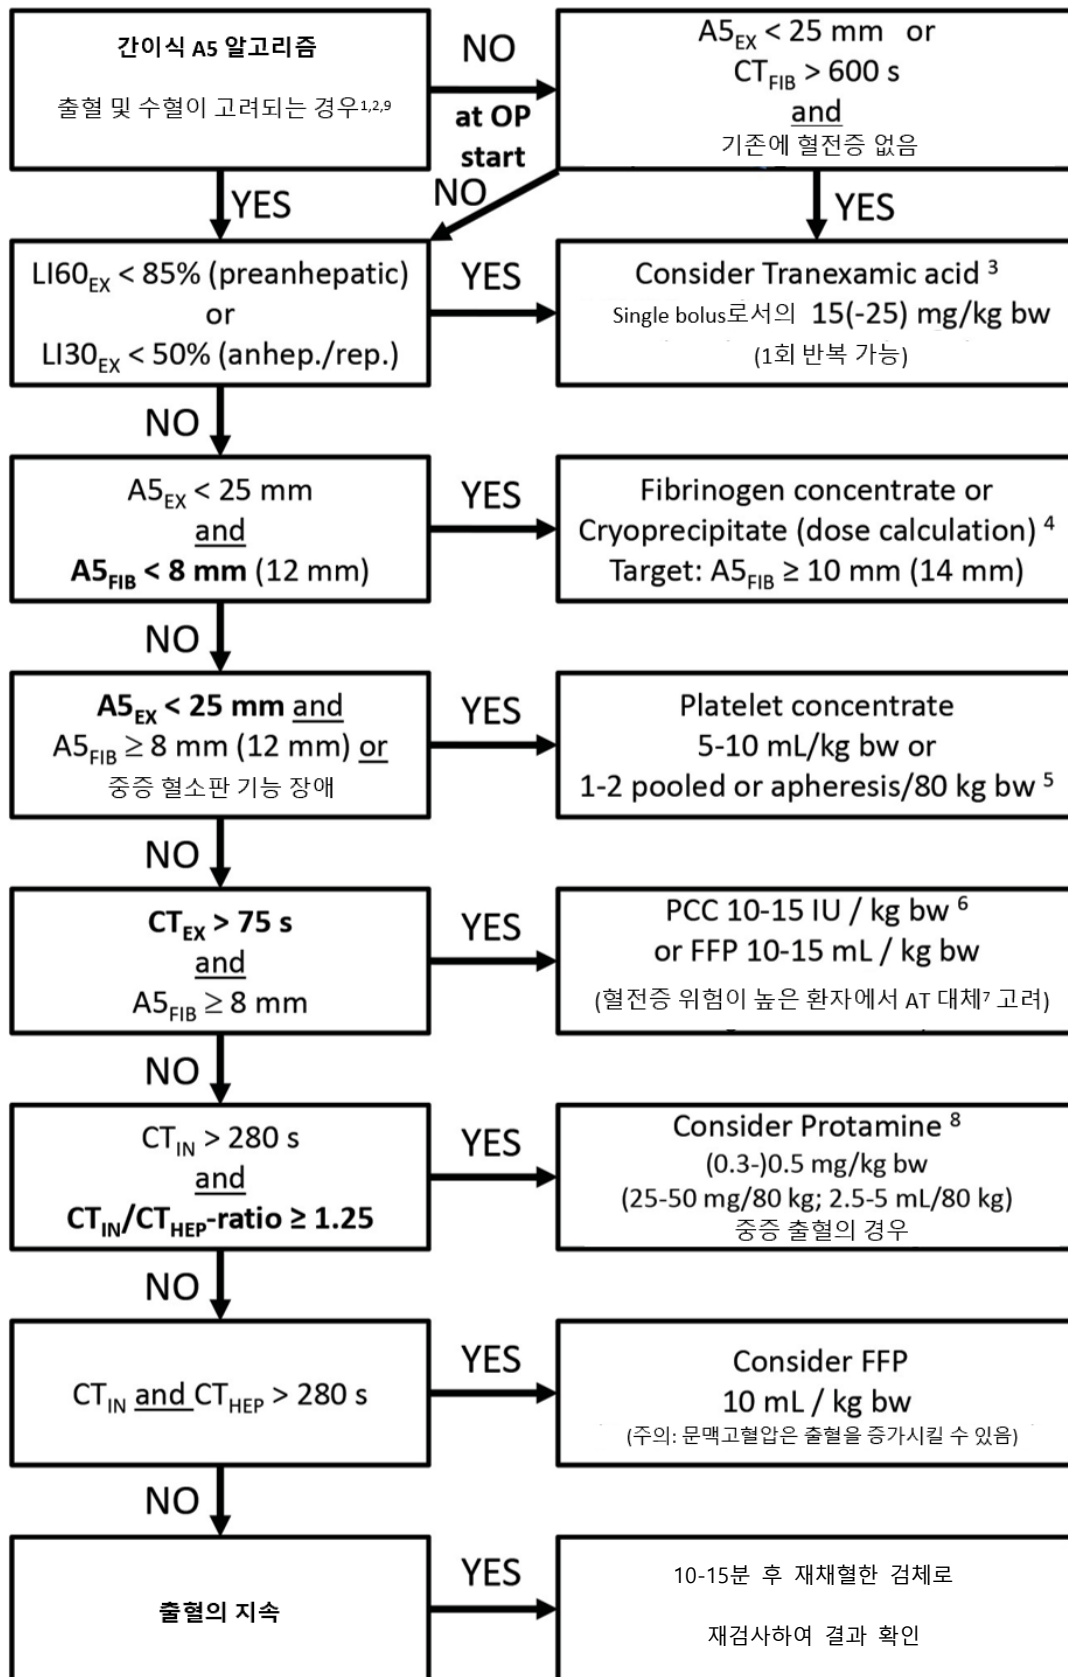 간이식 A5 알고리즘
출혈 및 수혈이 고려되는 경우1,2,9
NO
at OP
start
A5EX < 25 mm or
CTFIB > 600 s
and
기존에 혈전증 없음
YES
NO
YES
LI60EX < 85% (preanhepatic)
or
LI30EX < 50% (anhep./rep.)
YES
Consider Tranexamic acid 3
Single bolus로서의 15(-25) mg/kg bw
(1회 반복 가능)
NO
A5EX < 25 mm
and
A5FIB < 8 mm (12 mm)
YES
Fibrinogen concentrate or
Cryoprecipitate (dose calculation) 4
Target: A5FIB ≥ 10 mm (14 mm)
NO
A5EX < 25 mm and
A5FIB ≥ 8 mm (12 mm) or
중증 혈소판 기능 장애
YES
Platelet concentrate
5-10 mL/kg bw or
1-2 pooled or apheresis/80 kg bw 5
NO
CTEX > 75 s
and
A5FIB ≥ 8 mm
YES
PCC 10-15 IU / kg bw 6
or FFP 10-15 mL / kg bw
(혈전증 위험이 높은 환자에서 AT 대체7 고려)
NO
CTIN > 280 s
and
CTIN/CTHEP-ratio ≥ 1.25
YES
Consider Protamine 8
(0.3-)0.5 mg/kg bw
(25-50 mg/80 kg; 2.5-5 mL/80 kg)
중증 출혈의 경우
NO
CTIN and CTHEP > 280 s
YES
Consider FFP
10 mL / kg bw
(주의: 문맥고혈압은 출혈을 증가시킬 수 있음)
NO
출혈의 지속
YES
10-15분 후 재채혈한 검체로
재검사하여 결과 확인